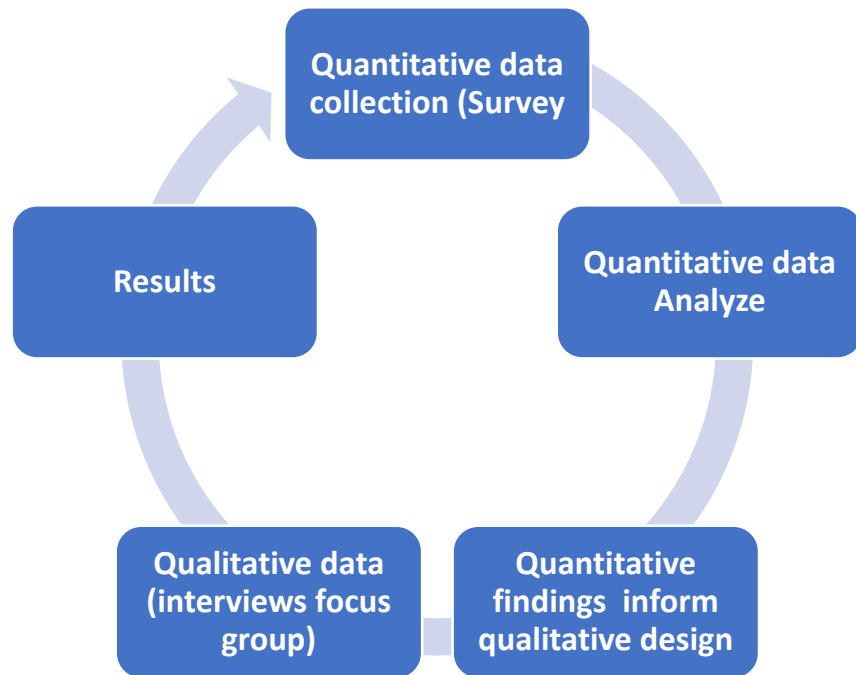 Quantitative data
collection (Survey
Quantitative data
Analyze
Quantitative
findings  inform
qualitative design
Qualitative data
(interviews focus
group)
Results